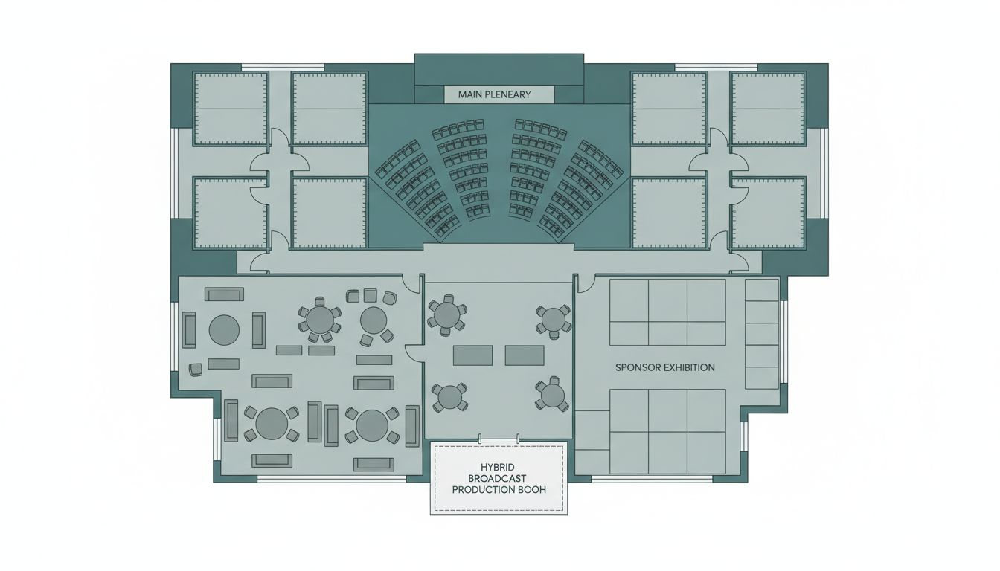 MAIN PLENEARY
SPONSOR EXHIBITION
HYBRID
BROADCAST
PRODUCTION BOOH